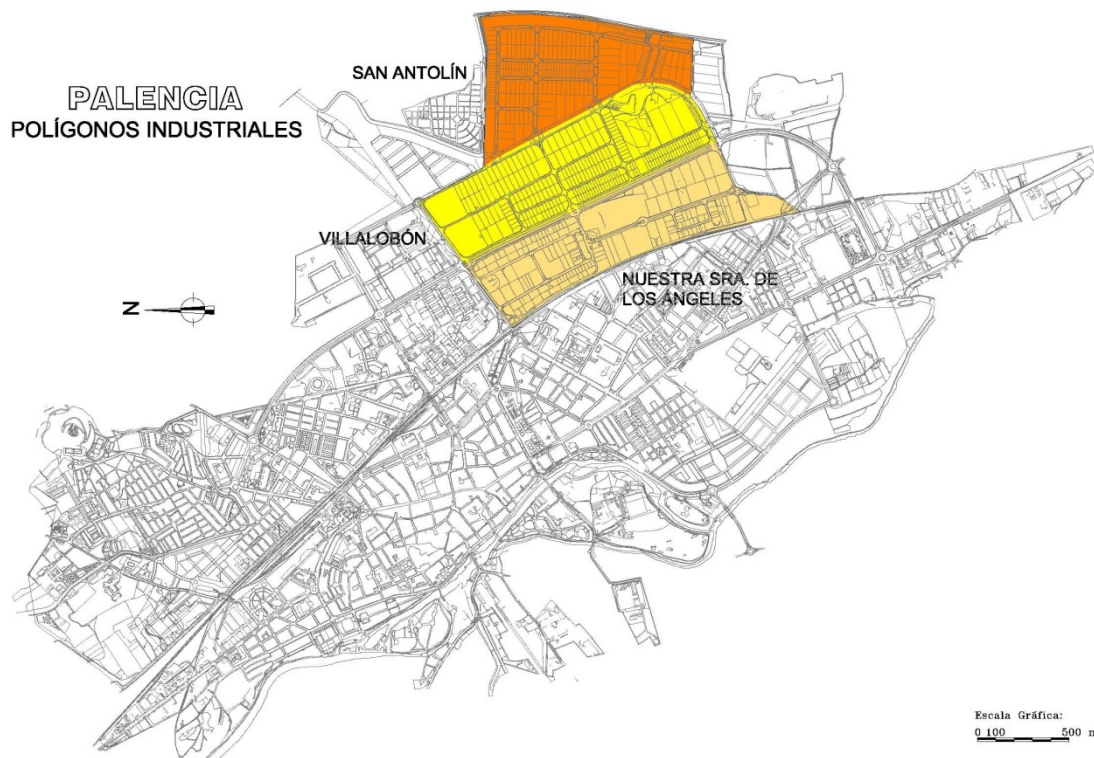 PALENCIA
POLÍGONOS INDUSTRIALES
SAN ANTOLÍN
VILLALOBÓN
NUESTRA SRA. DE
LOS ANGELES
N
Escala Gráfica:
0 100 500 m